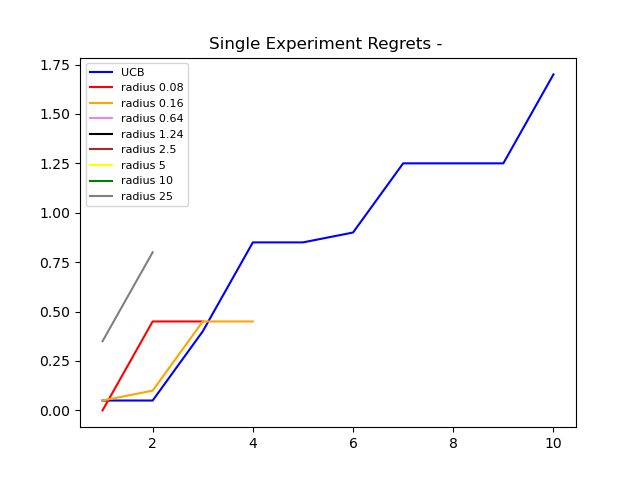 Single Experiment Regrets -
1.75
1.50
1.25
1.00
0.75
0.50
0.25
0.00
UCB
radius 0.08
radius 0.16
radius 0.64
radius 1.24
radius 2.5
radius 5
radius 10
radius 25
2 4 6 8 10